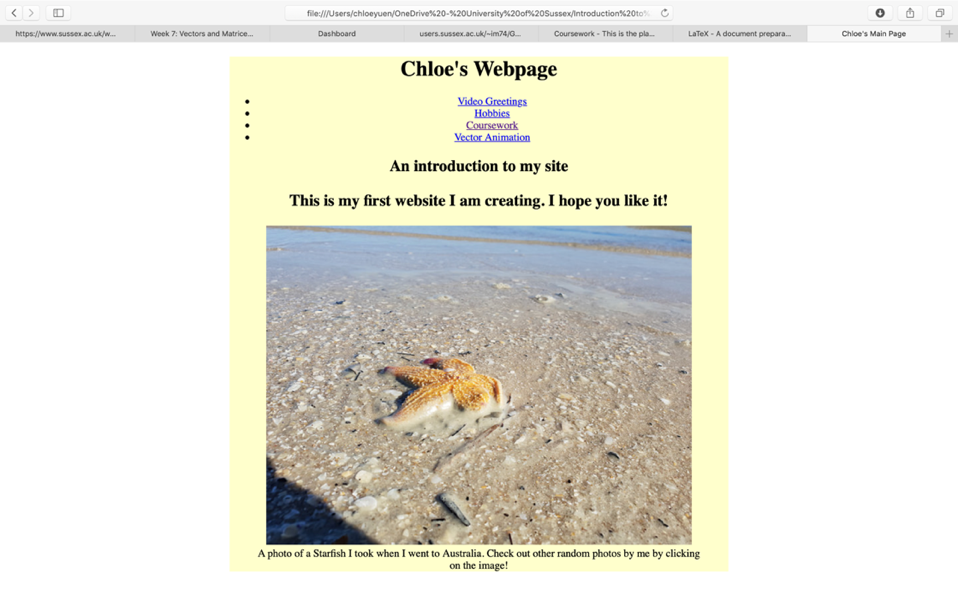 file:///Users/chloeyuen/OneDrive%20-%20University%20of%20Sussex/Introduction%20to%
https://www.sussex.ac.uk/w...
Week 7: Vectors and Matrice...
Dashboard
users.sussex.ac.uk/~im74/G...
Coursework - This is the pla...
LaTeX - A document prepara...
Chloe's Main Page
Chloe's Webpage
Video Greetings
Hobbies
Coursework
Vector Animation
An introduction to my site
This is my first website I am creating. I hope you like it!
A photo of a Starfish I took when I went to Australia. Check out other random photos by me by clicking
on the image!